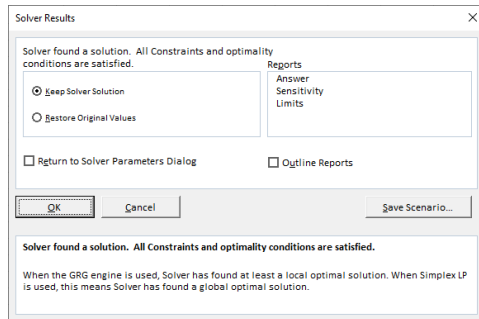 Solver Results
Solver found a solution. All Constraints and optimality
conditions are satisfied.
Reports
Answer
Sensitivity
Limits
Keep Solver Solution
Restore Original Values
Return to Solver Parameters Dialog
Outline Reports
OK
Cancel
Save Scenario...
Solver found a solution. All Constraints and optimality conditions are satisfied.
When the GRG engine is used, Solver has found at least a local optimal solution. When Simplex LP
is used, this means Solver has found a global optimal solution.